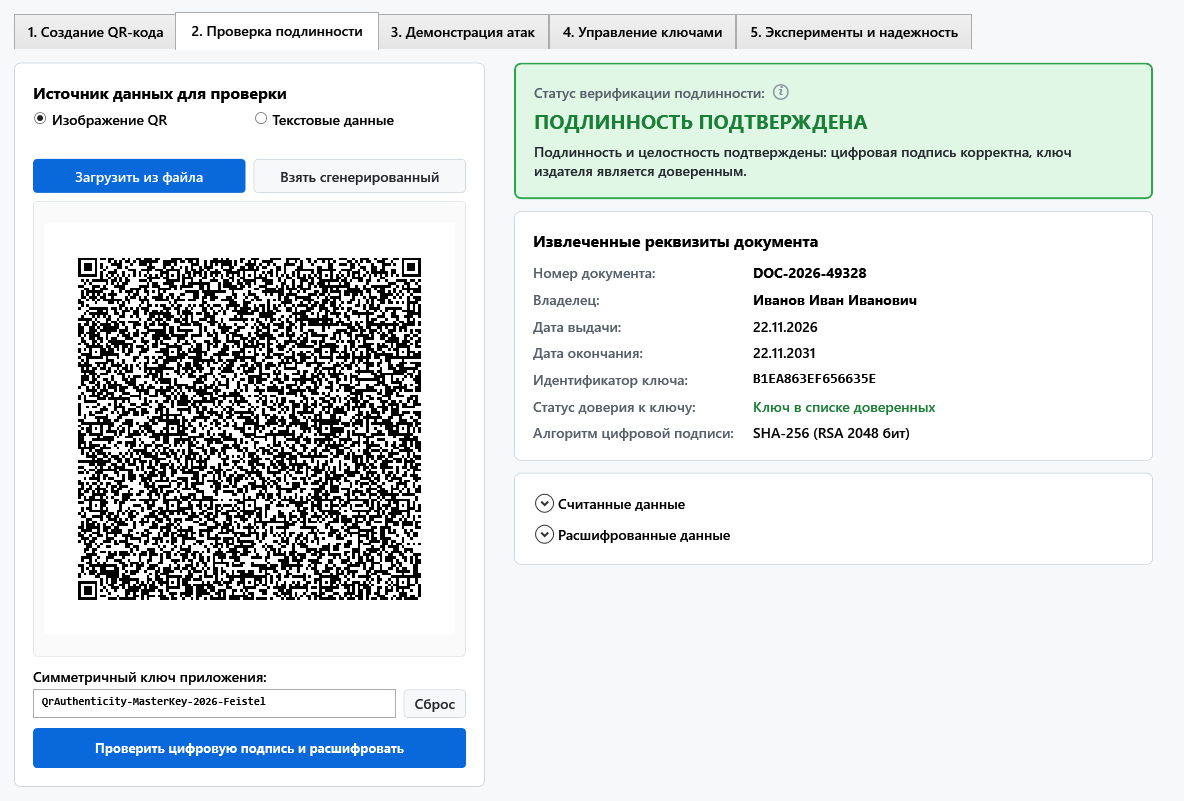 1. Создание QR-кода
2. Проверка подлинности
3. Демонстрация атак
4. Управление ключами
5. Эксперименты и надежность
Источник данных для проверки
Изображение QR
Текстовые данные
Загрузить из файла
Взять сгенерированный
Симметричный ключ приложения:
QrAuthenticity-MasterKey-2026-Feistel
Сброс
Проверить цифровую подпись и расшифровать
Статус верификации подлинности:
ПОДЛИННОСТЬ ПОДТВЕРЖДЕНА
Подлинность и целостность подтверждены: цифровая подпись корректна, ключ
издателя является доверенным.
Извлеченные реквизиты документа
Номер документа: DOC-2026-49328
Владелец: Иванов Иван Иванович
Дата выдачи: 22.11.2026
Дата окончания: 22.11.2031
Идентификатор ключа: B1EA863EF656635E
Статус доверия к ключу: Ключ в списке доверенных
Алгоритм цифровой подписи: SHA-256 (RSA 2048 бит)
Считанные данные
Расшифрованные данные